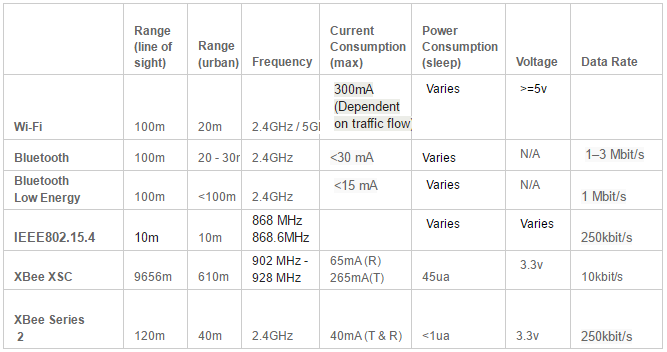 Range (line of sight) Range (urban) Frequency Current Consumption (max) Power Consumption (sleep) Voltage Data Rate
Wi-Fi 100m 20m 2.4GHz / 5G 300mA (Dependent on traffic flow) Varies >=5v
Bluetooth 100m 20 - 30m 2.4GHz <30 mA Varies N/A 1–3 Mbit/s
Bluetooth Low Energy 100m <100m 2.4GHz <15 mA Varies N/A 1 Mbit/s
IEEE802.15.4 10m 10m 868 MHz 868.6MHz Varies Varies 250kbit/s
XBee XSC 9656m 610m 902 MHz - 928 MHz 65mA (R) 265mA(T) 45ua 3.3v 10kbit/s
XBee Series 2 120m 40m 2.4GHz 40mA (T & R) <1ua 3.3v 250kbit/s